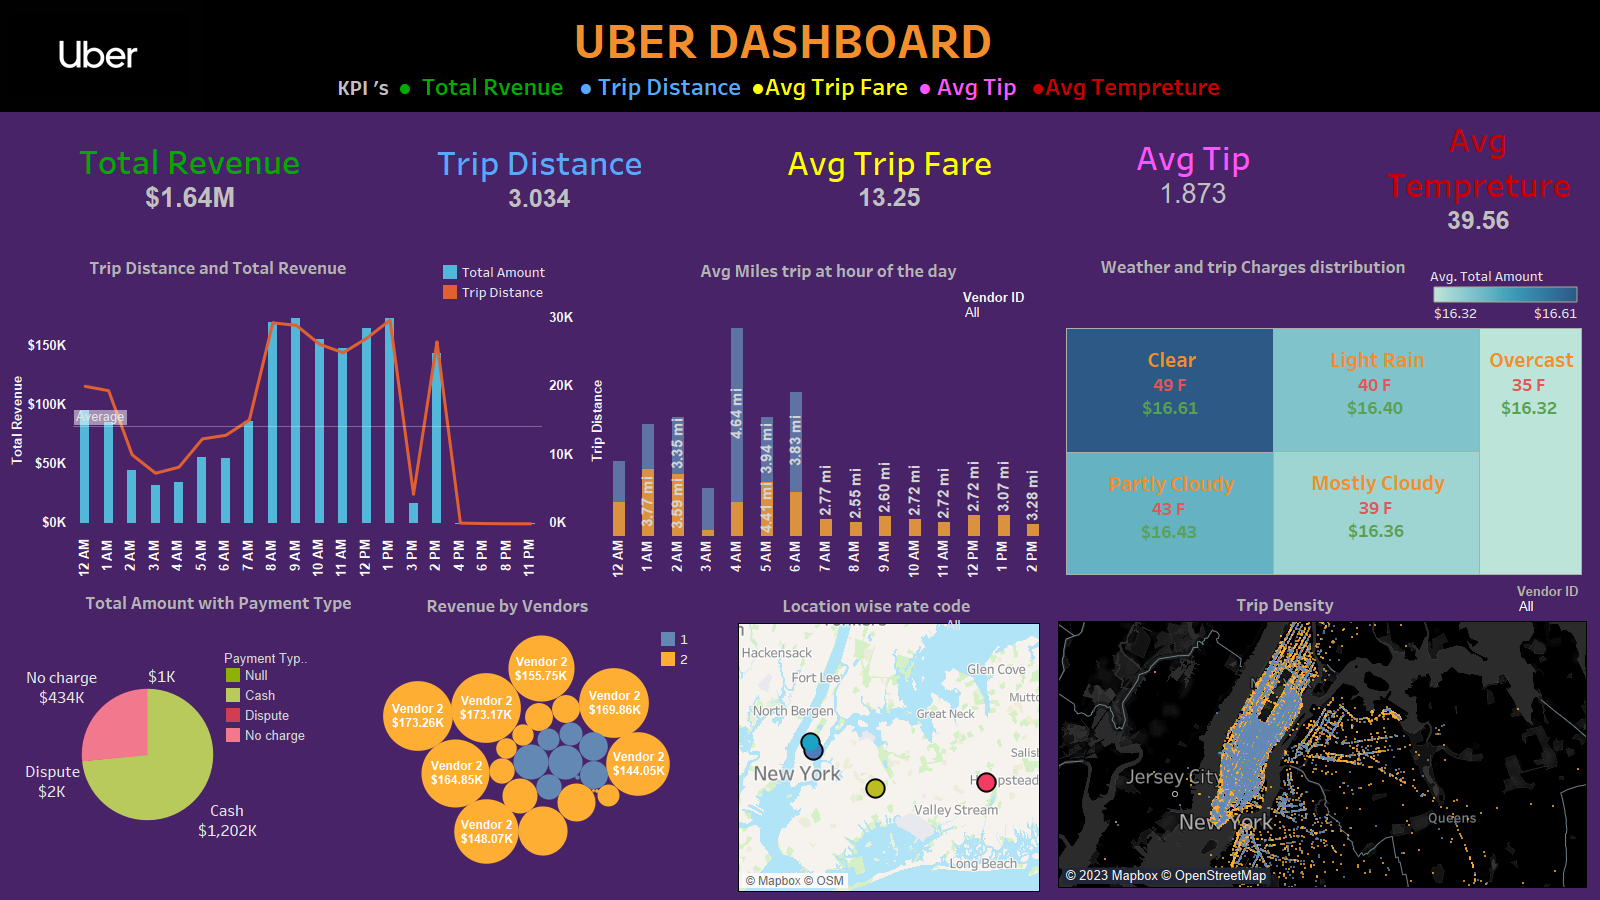 Uber
UBER DASHBOARD
KPI 's ● Total Rvenue ● Trip Distance ●Avg Trip Fare ● Avg Tip ●Avg Tempreture
Total Revenue
$1.64M
Trip Distance
3.034
Avg Trip Fare
13.25
Avg Tip
1.873
Avg
Tempreture
39.56
Trip Distance and Total Revenue
Total Amount
Trip Distance
Total Revenue
$150K
$100K
$50K
$0K
Average
30K
20K
10K
0K
Trip Distance
12 AM
1 AM
2 AM
3 AM
4 AM
5 AM
6 AM
7 AM
8 AM
9 AM
10 AM
11 AM
12 PM
1 PM
3 PM
2 PM
4 PM
6 PM
8 PM
11 PM
Avg Miles trip at hour of the day
Vendor ID
All
3.77 mi
3.59 mi
3.35 mi
4.64 mi
4.41 mi
3.94 mi
3.83 mi
2.77 mi
2.55 mi
2.60 mi
2.72 mi
2.72 mi
2.72 mi
3.07 mi
3.28 mi
12 AM
1 AM
2 AM
3 AM
4 AM
5 AM
6 AM
7 AM
8 AM
9 AM
10 AM
11 AM
12 PM
1 PM
2 PM
Weather and trip Charges distribution
Avg. Total Amount
$16.32
$16.61
Clear
49 F
$16.61
Light Rain
40 F
$16.40
Overcast
35 F
$16.32
Partly Cloudy
43 F
$16.43
Mostly Cloudy
39 F
$16.36
Total Amount with Payment Type
Payment Typ..
Null
Cash
Dispute
No charge
No charge
$434K
$1K
Dispute
$2K
Cash
$1,202K
Revenue by Vendors
1
2
Vendor 2
$155.75K
Vendor 2
$173.26K
Vendor 2
$173.17K
Vendor 2
$169.86K
Vendor 2
$164.85K
Vendor 2
$144.05K
Vendor 2
$148.07K
Location wise rate code
All
Hackensack
Fort Lee
Glen Cove
North Bergen
Great Neck
New York
Valley Stream
Long Beach
© Mapbox © OSM
Trip Density
Vendor ID
All
Jersey City
New York
Queens
© 2023 Mapbox © OpenStreetMap